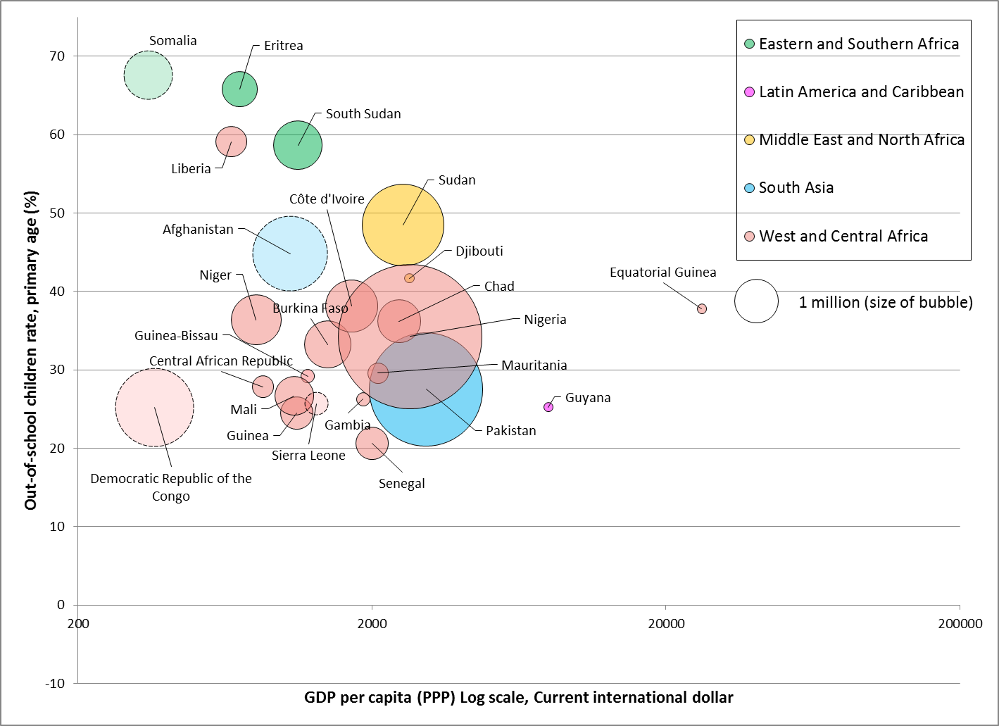 Somalia
Eritrea
Eastern and Southern Africa
70
Latin America and Caribbean
South Sudan
60
Middle East and North Africa
Liberia
Sudan
South Asia
Côte d'Ivoire
50
Afghanistan
West and Central Africa
Djibouti
Niger
Equatorial Guinea
Chad
40
1 million (size of bubble)
Burkina Faso
Nigeria
Guinea-Bissau
Central African Republic
Mauritania
30
Guyana
Mali
Gambia
Pakistan
Guinea
20
Sierra Leone
Democratic Republic of the
Congo
Senegal
10
0
200
2000
20000
200000
-10
Out-of-school children rate, primary age (%)
GDP per capita (PPP) Log scale, Current international dollar